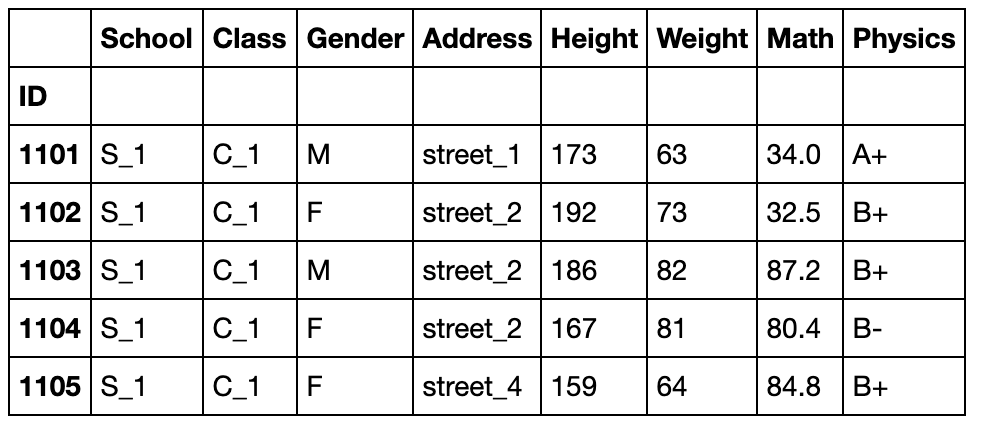 School Class Gender Address Height Weight Math Physics
ID
1101 S_1 C_1 M street_1 173 63 34.0 A+
1102 S_1 C_1 F street_2 192 73 32.5 B+
1103 S_1 C_1 M street_2 186 82 87.2 B+
1104 S_1 C_1 F street_2 167 81 80.4 B-
1105 S_1 C_1 F street_4 159 64 84.8 B+